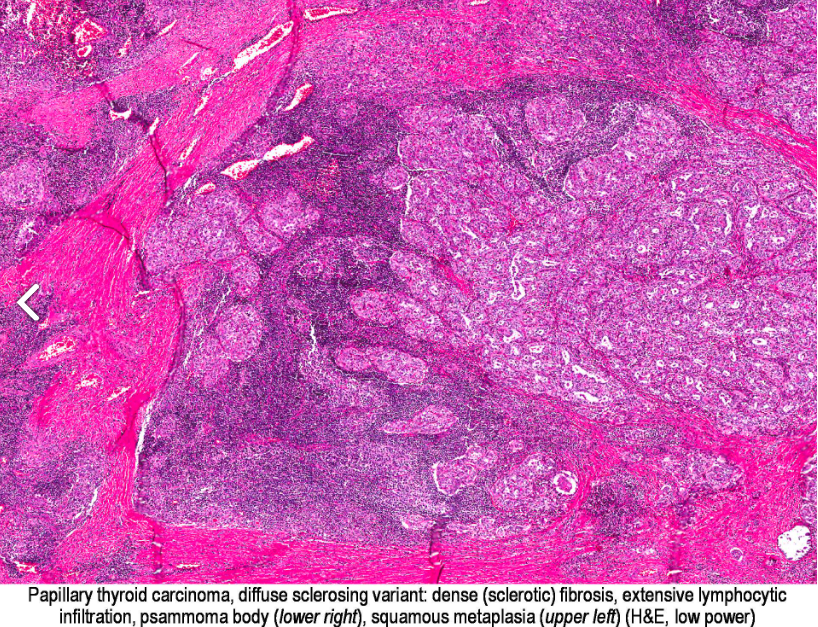 Papillary thyroid carcinoma, diffuse sclerosing variant: dense (sclerotic) fibrosis, extensive lymphocytic
infiltration, psammoma body (lower right), squamous metaplasia (upper left) (H&E, low power)